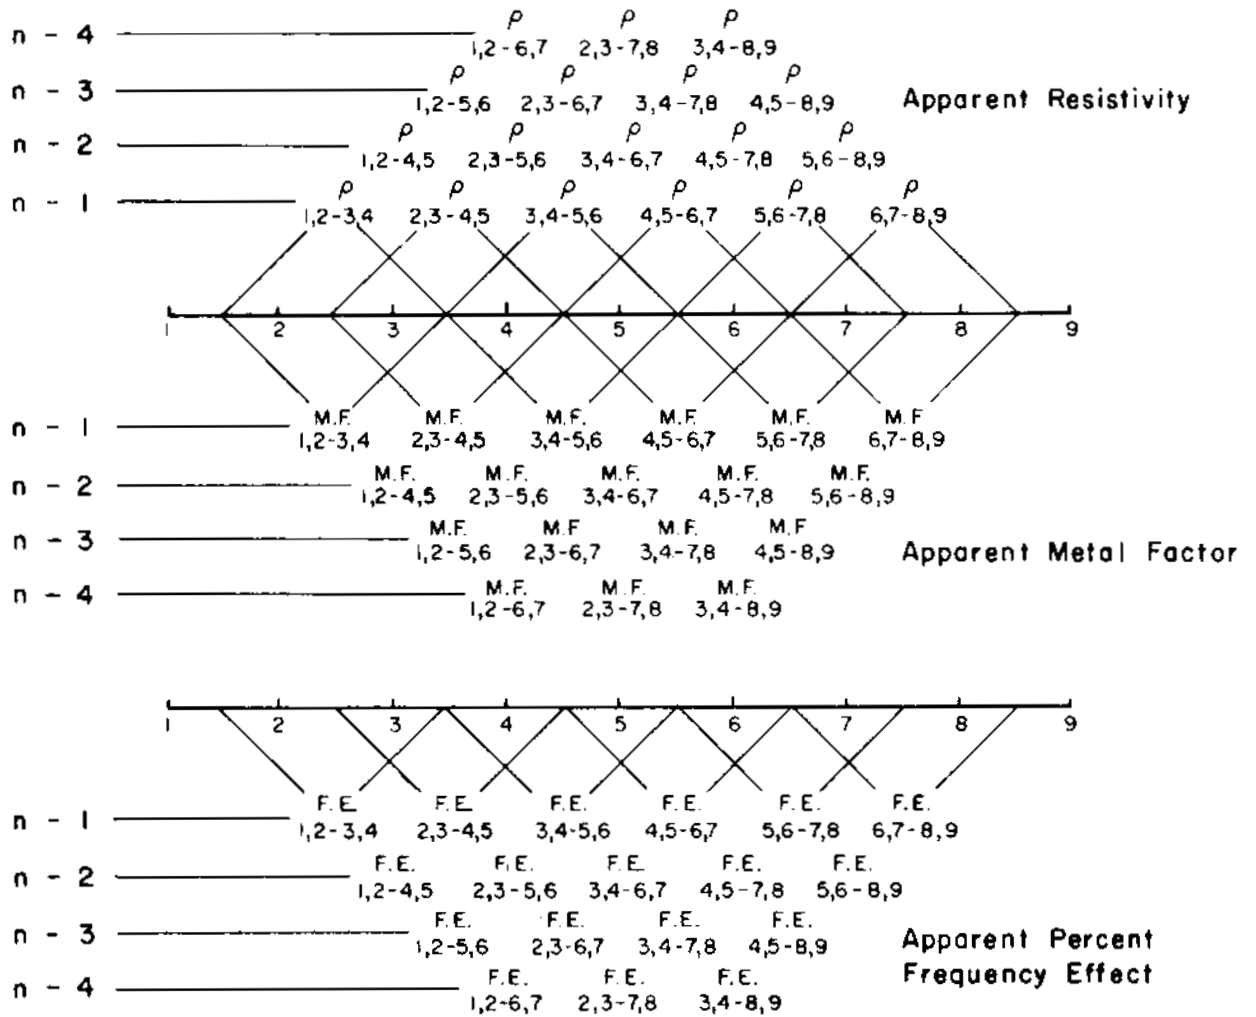 ρ ρ ρ
n - 4 1,2-6,7 2,3-7,8 3,4-8,9
ρ ρ ρ ρ
n - 3 1,2-5,6 2,3-6,7 3,4-7,8 4,5-8,9 Apparent Resistivity
ρ ρ ρ ρ ρ
n - 2 1,2-4,5 2,3-5,6 3,4-6,7 4,5-7,8 5,6-8,9
ρ ρ ρ ρ ρ ρ
n - 1 1,2-3,4 2,3-4,5 3,4-5,6 4,5-6,7 5,6-7,8 6,7-8,9
1 2 3 4 5 6 7 8 9
M.F. M.F. M.F. M.F. M.F. M.F
n - 1 1,2-3,4 2,3-4,5 3,4-5,6 4,5-6,7 5,6-7,8 6,7-8,9
M.F. M.F. M.F. M.F. M.F.
n - 2 1,2-4,5 2,3-5,6 3,4-6,7 4,5-7,8 5,6-8,9
M.F. M.F M.F. M.F
n - 3 1,2-5,6 2,3-6,7 3,4-7,8 4,5-8,9 Apparent Metal Factor
M.F. M.F. M.F.
n - 4 1,2-6,7 2,3-7,8 3,4-8,9
1 2 3 4 5 6 7 8 9
F.E. F.E. F.E. F.E. F.E. F.E.
n - 1 1,2-3,4 2,3-4,5 3,4-5,6 4,5-6,7 5,6-7,8 6,7-8,9
F.E. F.E. F.E. F.E. F.E.
n - 2 1,2-4,5 2,3-5,6 3,4-6,7 4,5-7,8 5,6-8,9
F.E. F.E. F.E. F.E.
n - 3 1,2-5,6 2,3-6,7 3,4-7,8 4,5-8,9 Apparent Percent
Frequency Effect
F.E. F.E. F.E.
n - 4 1,2-6,7 2,3-7,8 3,4-8,9